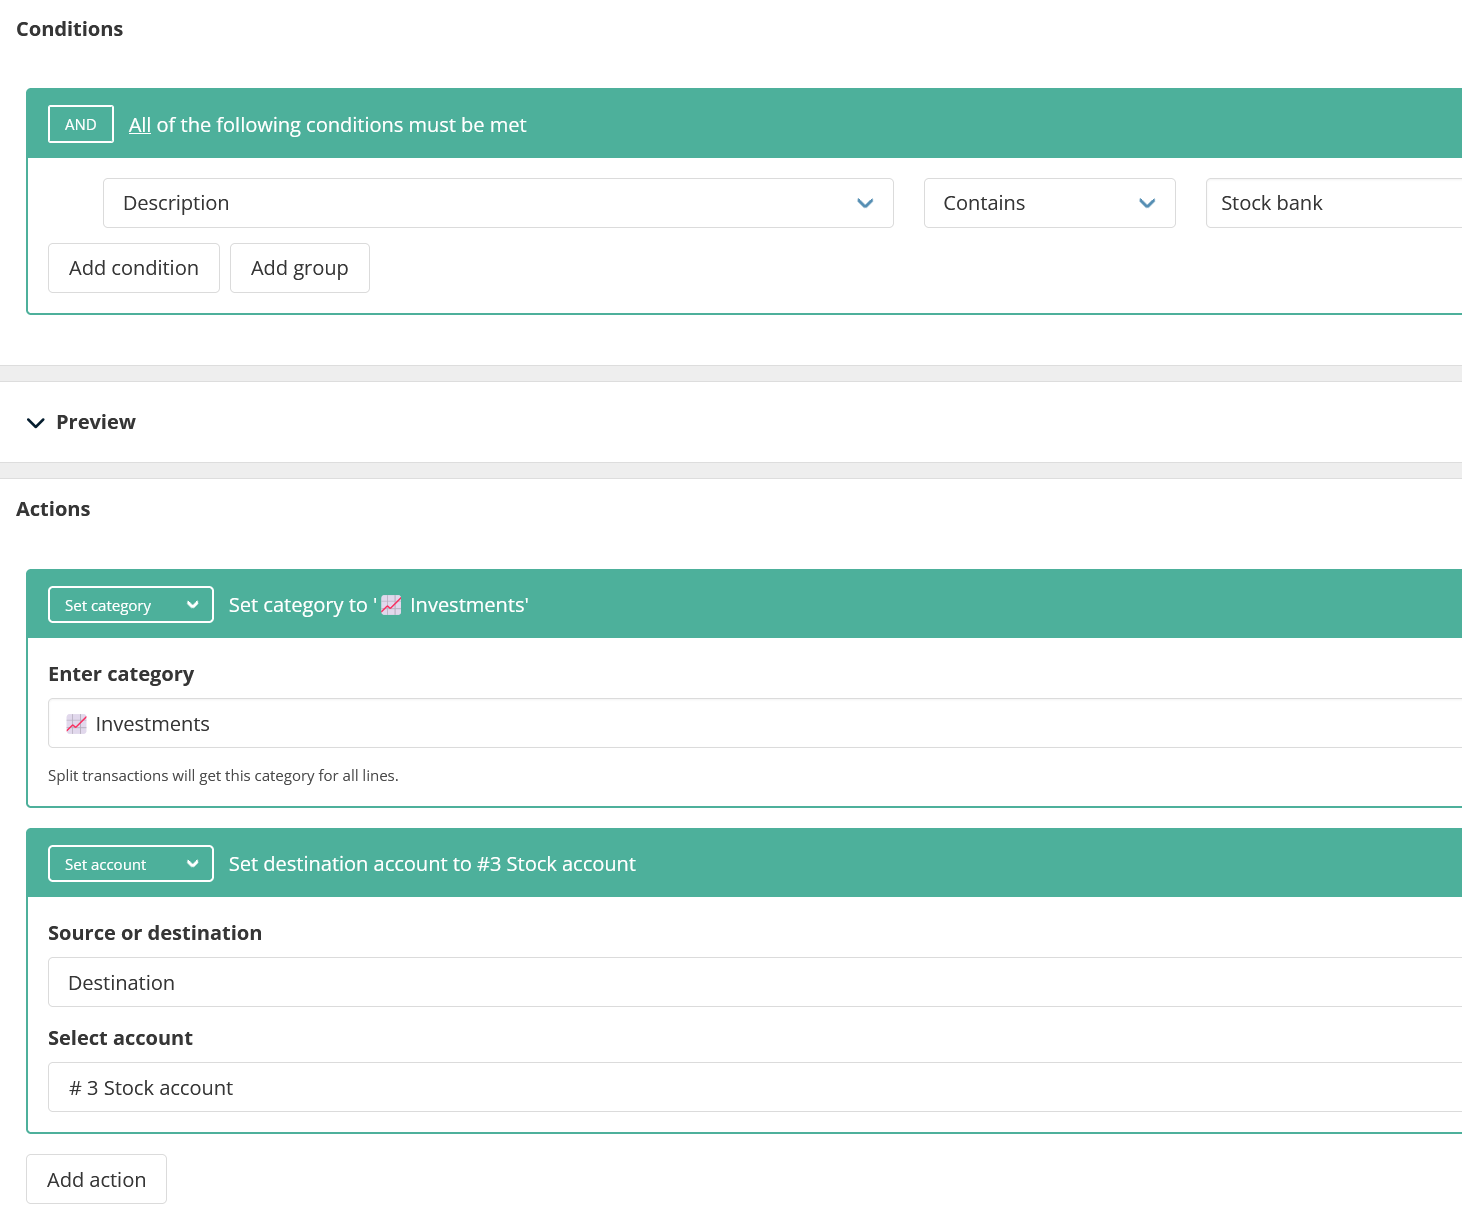 Conditions
AND All of the following conditions must be met
Description Contains Stock bank
Add condition Add group
Preview
Actions
Set category Set category to '📈 Investments'
Enter category
📈 Investments
Split transactions will get this category for all lines.
Set account Set destination account to #3 Stock account
Source or destination
Destination
Select account
# 3 Stock account
Add action